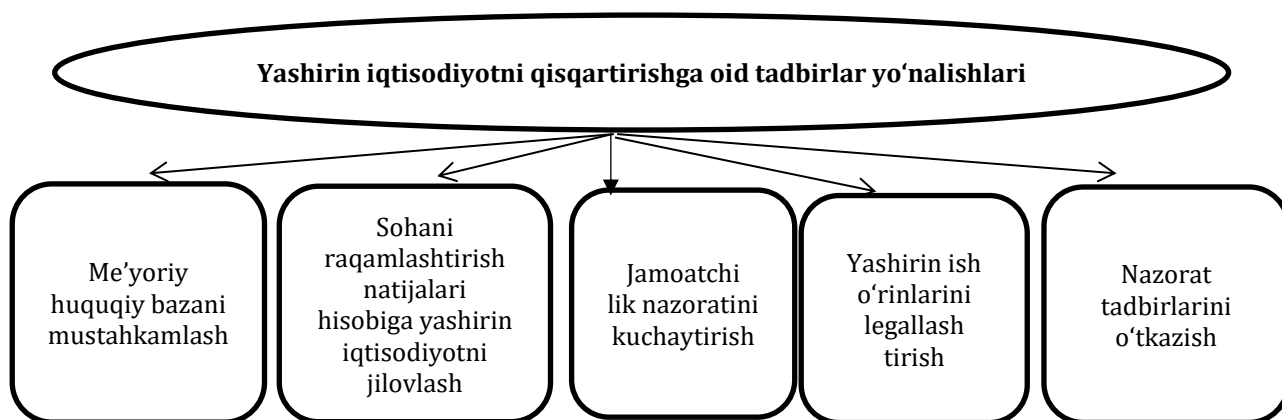 Yashirin iqtisodiyotni qisqartirishga oid tadbirlar yo‘nalishlari
Me’yoriy
huquqiy bazani
mustahkamlash
Sohani
raqamlashtirish
natijalari
hisobiga yashirin
iqtisodiyotni
jilovlash
Jamoatchi
lik nazoratini
kuchaytirish
Yashirin ish
o‘rinlarini
legallash
tirish
Nazorat
tadbirlarini
o‘tkazish